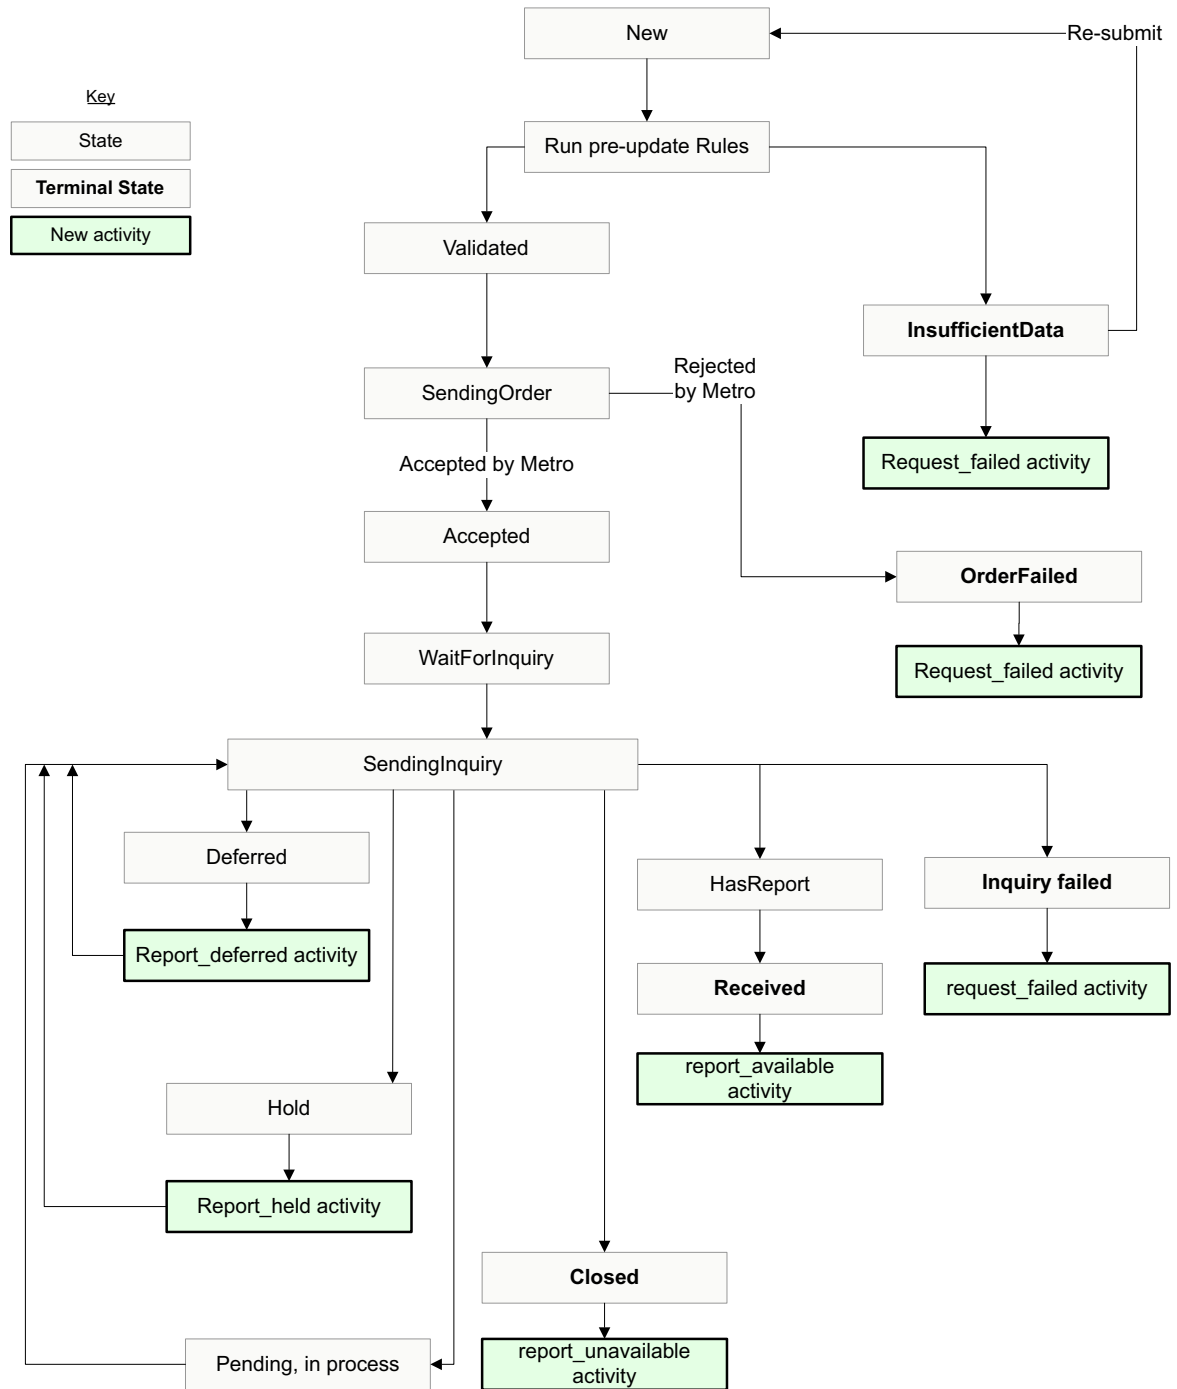 New
Re-submit
Key
State
Terminal State
New activity
Run pre-update Rules
Validated
InsufficientData
SendingOrder
Rejected
by Metro
Request_failed activity
Accepted by Metro
Accepted
OrderFailed
WaitForInquiry
Request_failed activity
SendingInquiry
Deferred
HasReport
Inquiry failed
Report_deferred activity
Received
request_failed activity
report_available
activity
Hold
Report_held activity
Closed
Pending, in process
report_unavailable
activity